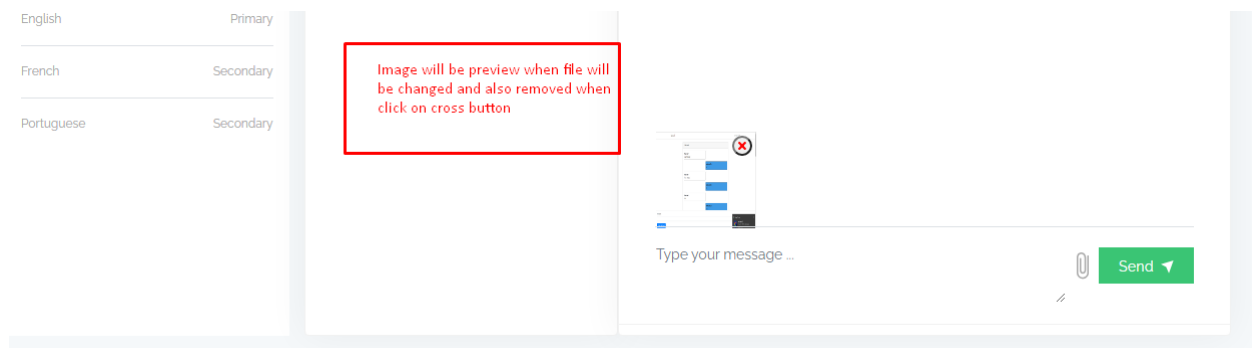 English Primary
French Secondary
Portuguese Secondary
Image will be preview when file will
be changed and also removed when
click on cross button
Type your message ...
Send